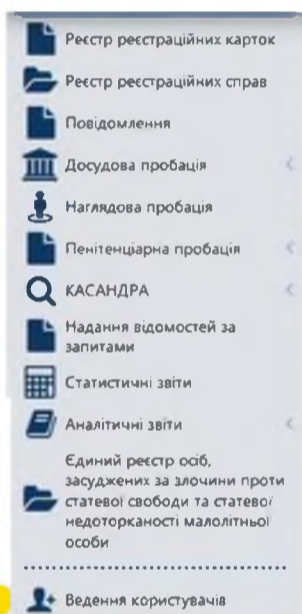 Реєстр реєстраційних карток
Реєстр реєстраційних справ
Повідомлення
Досудова пробація
Наглядова пробація
Пенітенціарна пробація
КАСАНДРА
Надання відомостей за
запитами
Статистичні звіти
Аналітичні звіти
Єдиний реєстр осіб,
засуджених за злочини проти
статевої свободи та статевої
недоторканості малолітньої
особи
Ведення користувачів